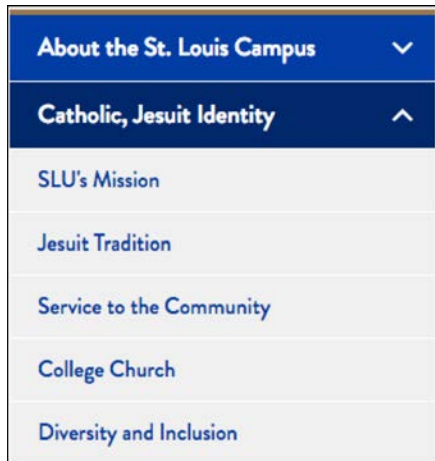 About the St. Louis Campus
Catholic, Jesuit Identity
SLU's Mission
Jesuit Tradition
Service to the Community
College Church
Diversity and Inclusion